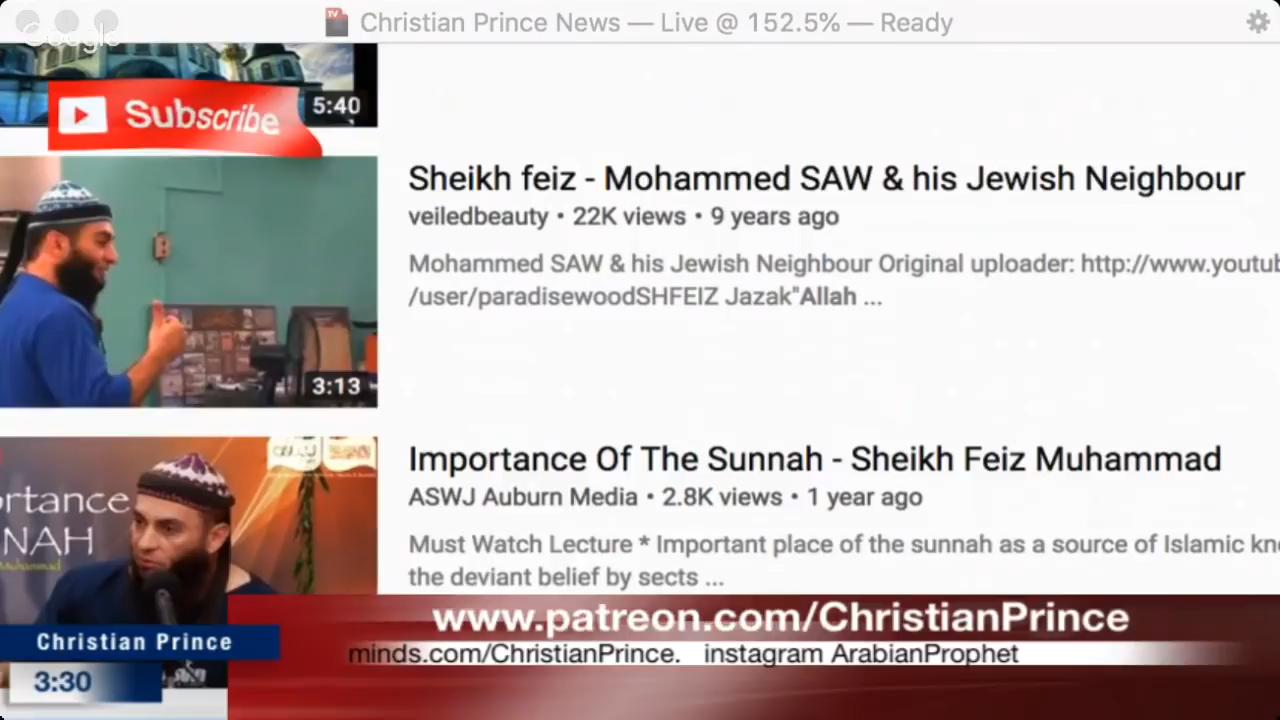 Christian Prince News — Live @ 152.5% — Ready
Google
Subscribe
5:40
Sheikh feiz - Mohammed SAW & his Jewish Neighbour
veiledbeauty • 22K views • 9 years ago
Mohammed SAW & his Jewish Neighbour Original uploader: http://www.youtub
/user/paradisewoodSHFEIZ Jazak"Allah ...
3:13
Importance Of The Sunnah - Sheikh Feiz Muhammad
ASWJ Auburn Media • 2.8K views • 1 year ago
Must Watch Lecture * Important place of the sunnah as a source of Islamic kn
the deviant belief by sects ...
rtance
NAH
Muhammad
www.patreon.com/ChristianPrince
Christian Prince
minds.com/ChristianPrince. instagram ArabianProphet
3:30